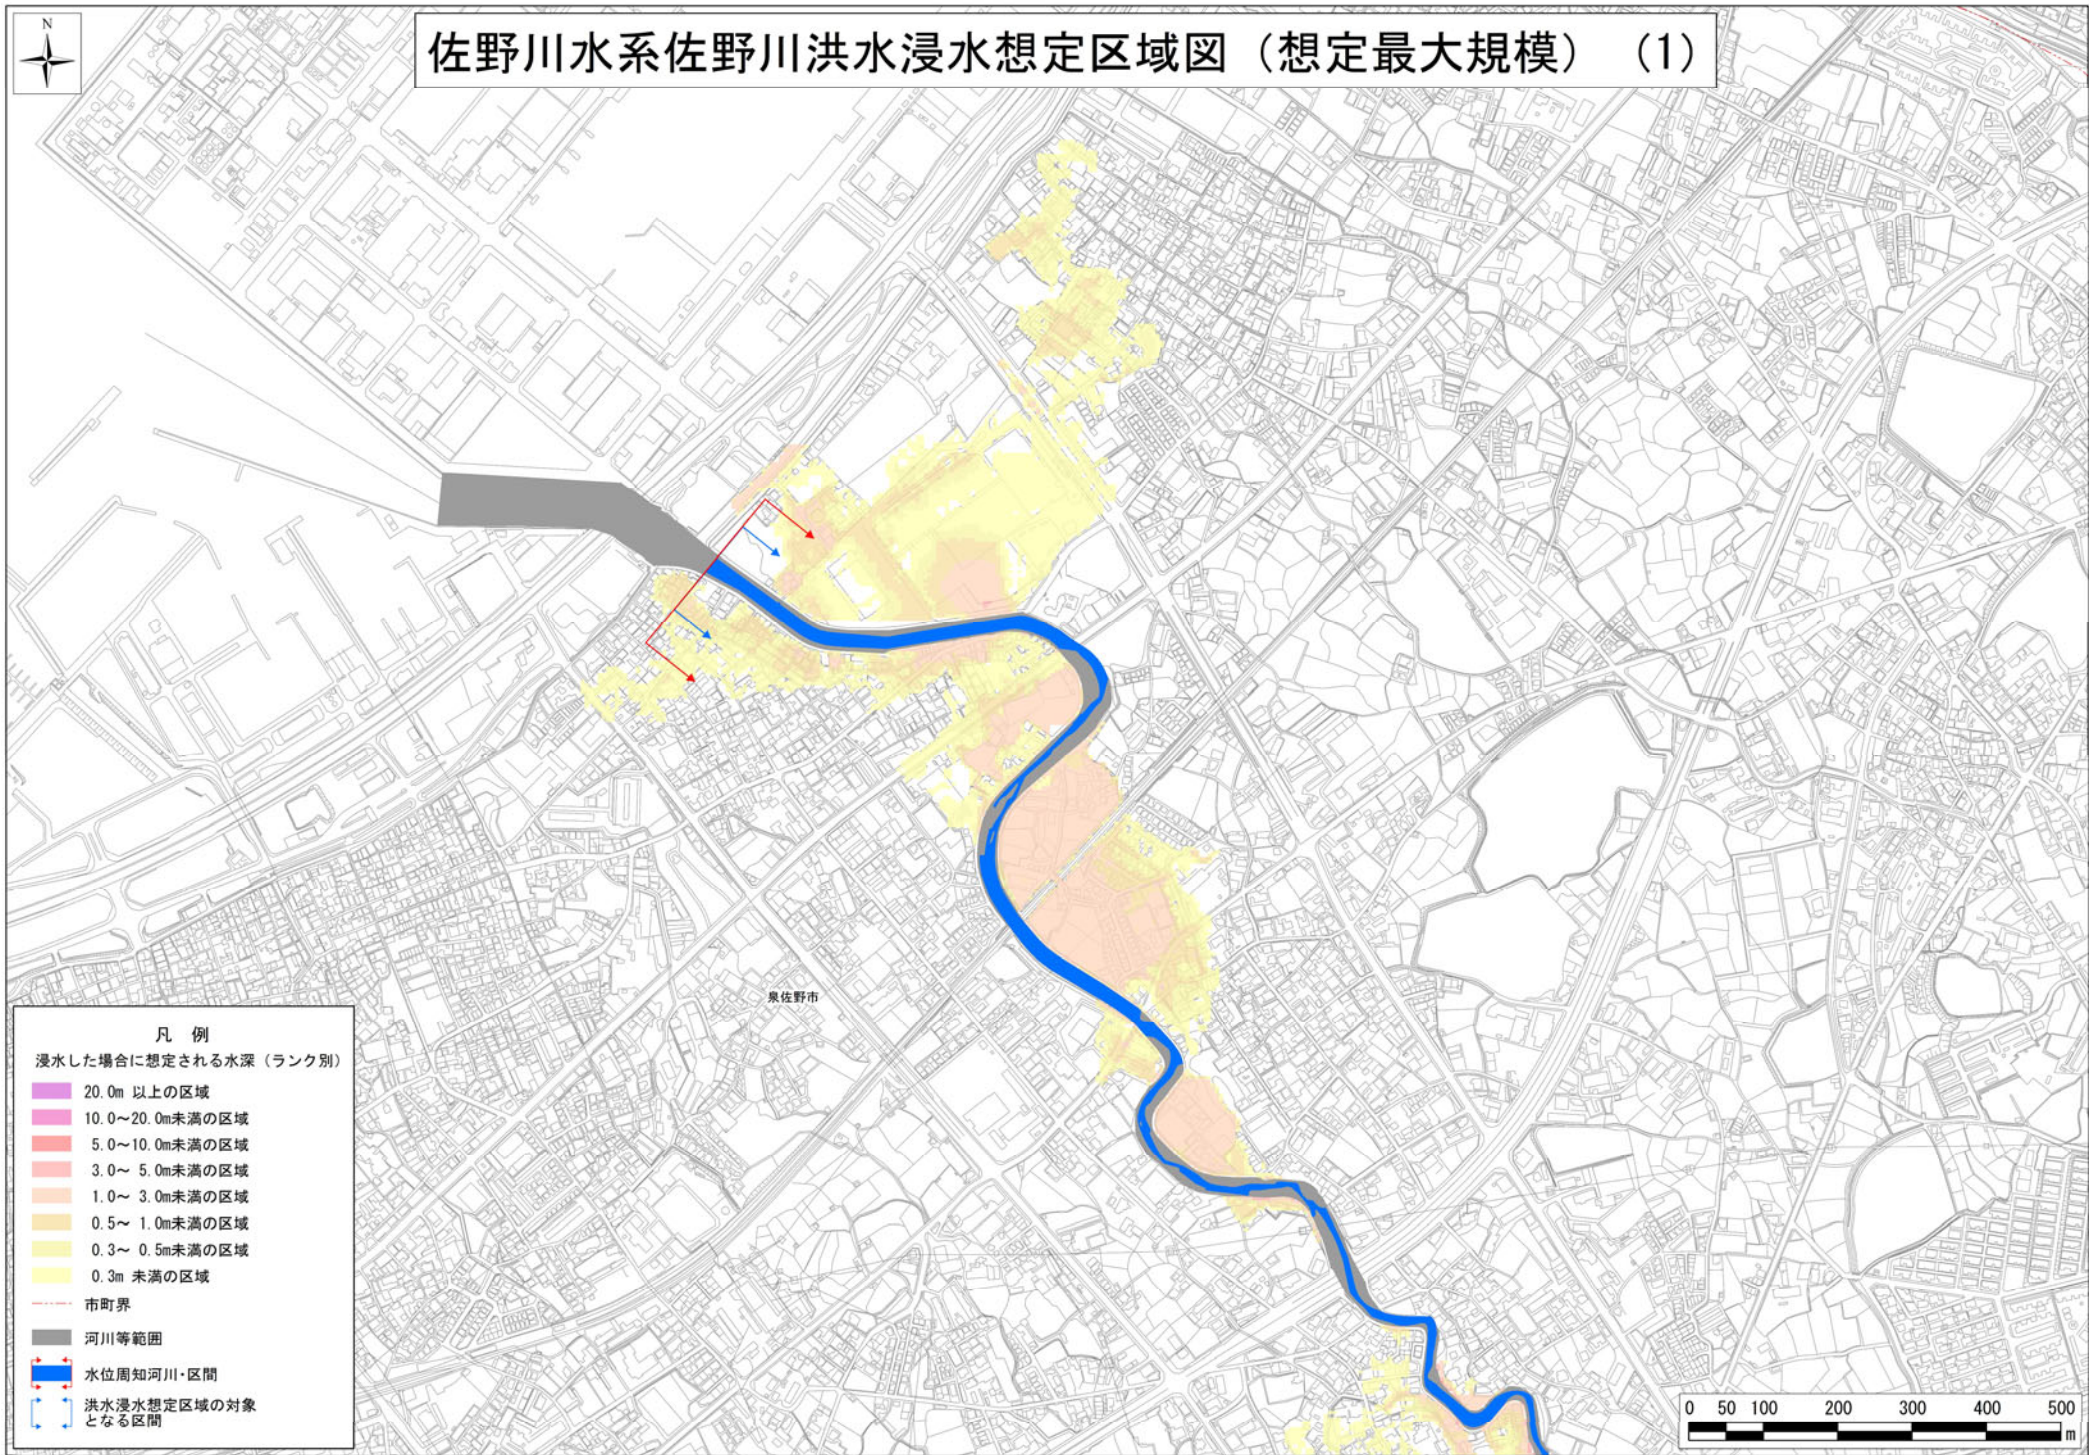 N
佐野川水系佐野川洪水浸水想定区域図（想定最大規模）　（1）
泉佐野市
凡　例
浸水した場合に想定される水深（ランク別）
20.0m 以上の区域
10.0～20.0m未満の区域
5.0～10.0m未満の区域
3.0～ 5.0m未満の区域
1.0～ 3.0m未満の区域
0.5～ 1.0m未満の区域
0.3～ 0.5m未満の区域
0.3m 未満の区域
市町界
河川等範囲
水位周知河川・区間
洪水浸水想定区域の対象
となる区間
0 50 100 200 300 400 500
m